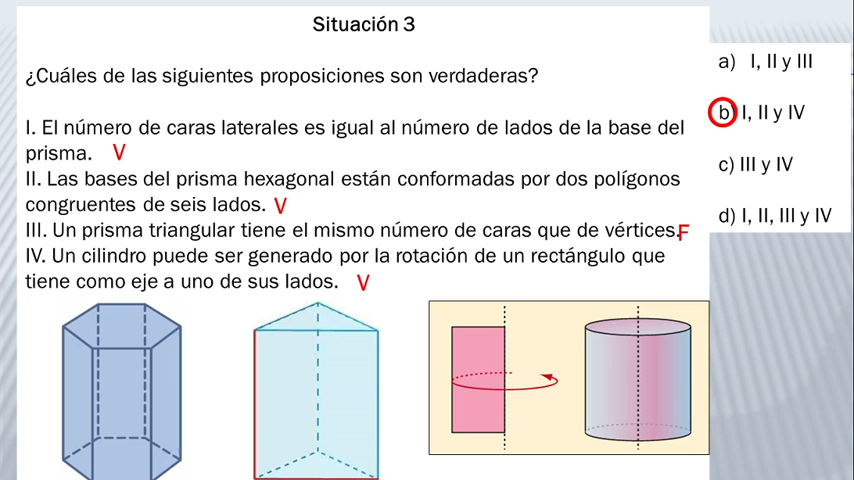 Situación 3
¿Cuáles de las siguientes proposiciones son verdaderas?
I. El número de caras laterales es igual al número de lados de la base del
prisma. V
II. Las bases del prisma hexagonal están conformadas por dos polígonos
congruentes de seis lados. V
III. Un prisma triangular tiene el mismo número de caras que de vértices. F
IV. Un cilindro puede ser generado por la rotación de un rectángulo que
tiene como eje a uno de sus lados. V
a) I, II y III
b) I, II y IV
c) III y IV
d) I, II, III y IV